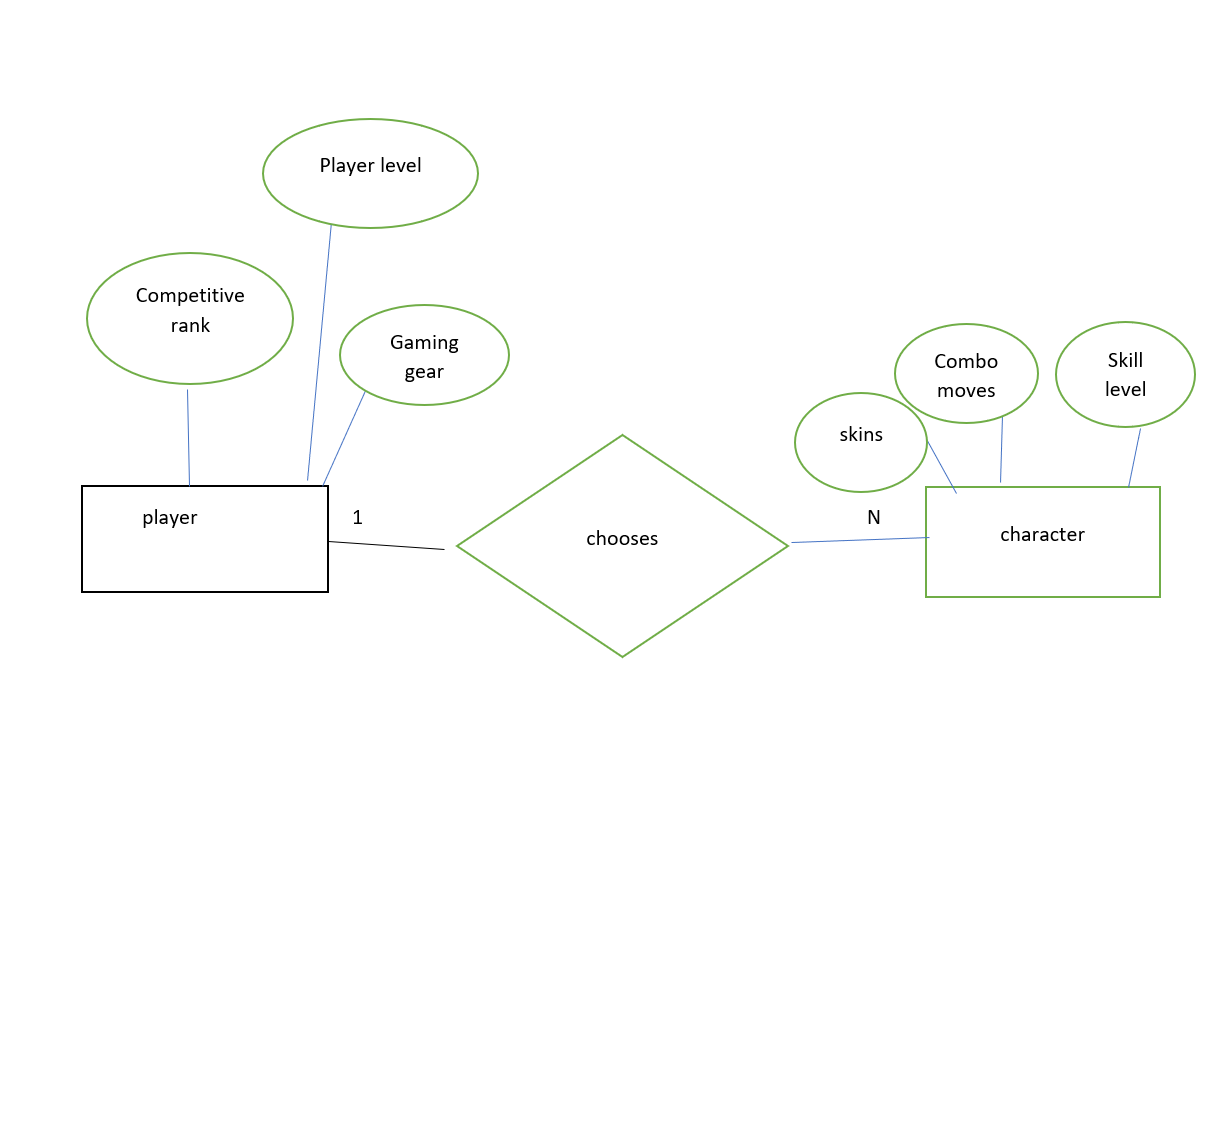 Player level
Competitive
rank
Gaming
gear
Combo
moves
Skill
level
skins
player
1
chooses
N
character